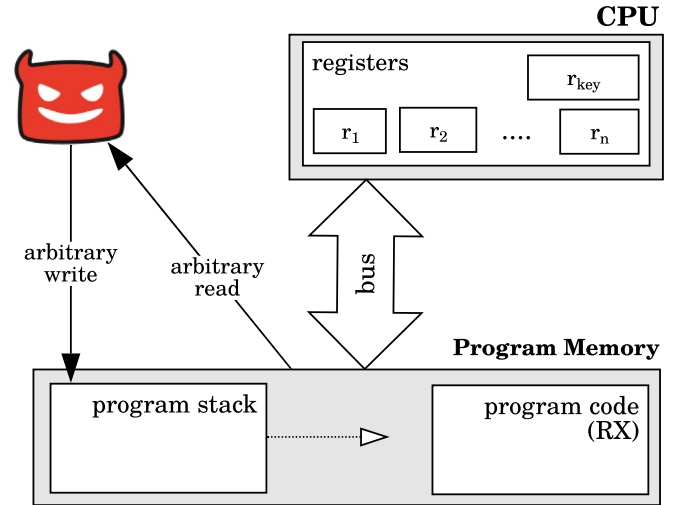 CPU
registers
r_key
r_1
r_2
....
r_n
arbitrary
write
arbitrary
read
bus
Program Memory
program stack
program code
(RX)